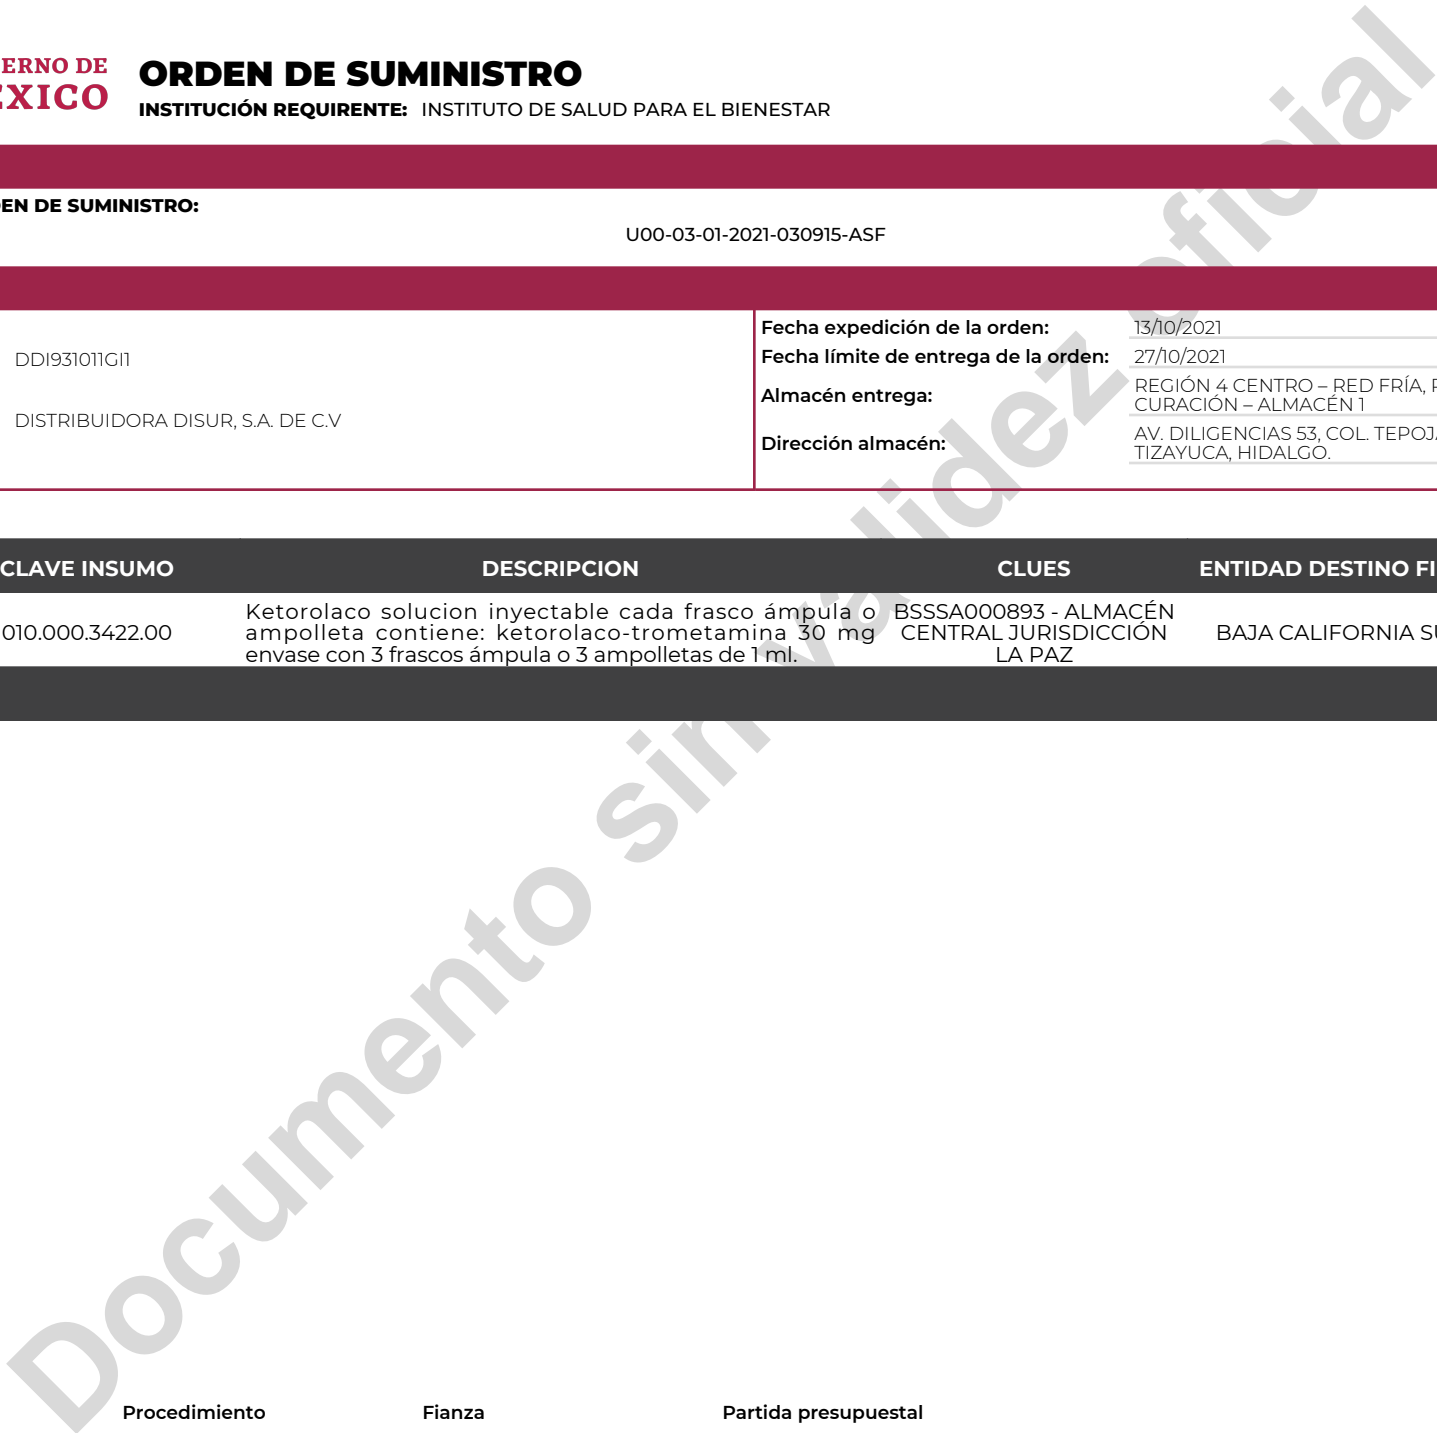 ERNO DE
ÉXICO
ORDEN DE SUMINISTRO
INSTITUCIÓN REQUIRENTE: INSTITUTO DE SALUD PARA EL BIENESTAR
EN DE SUMINISTRO:
U00-03-01-2021-030915-ASF
DDI931011GI1
DISTRIBUIDORA DISUR, S.A. DE C.V
Fecha expedición de la orden: 13/10/2021
Fecha límite de entrega de la orden: 27/10/2021
Almacén entrega: REGIÓN 4 CENTRO – RED FRÍA,
CURACIÓN – ALMACÉN 1
Dirección almacén: AV. DILIGENCIAS 53, COL. TEPOJ
TIZAYUCA, HIDALGO.
CLAVE INSUMO DESCRIPCION CLUES ENTIDAD DESTINO FI
010.000.3422.00
Ketorolaco solucion inyectable cada frasco ámpula o
ampolleta contiene: ketorolaco-trometamina 30 mg
envase con 3 frascos ámpula o 3 ampolletas de 1 ml.
BSSSA000893 - ALMACÉN
CENTRAL JURISDICCIÓN
LA PAZ
BAJA CALIFORNIA SU
Documento sin validez oficial
Procedimiento Fianza Partida presupuestal